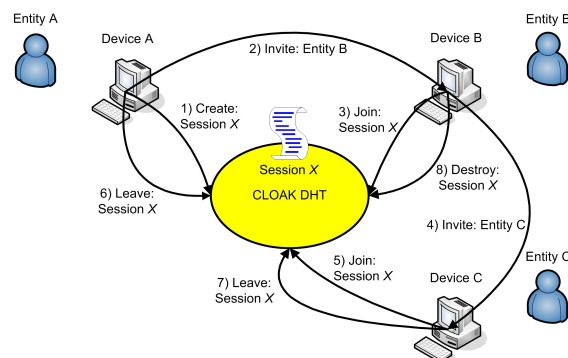 Entity A
Device A
2) Invite: Entity B
Device B
Entity B
1) Create:
Session X
3) Join:
Session X
Session X
CLOAK DHT
6) Leave:
Session X
8) Destroy:
Session X
4) Invite: Entity C
5) Join:
Session X
7) Leave:
Session X
Device C
Entity C